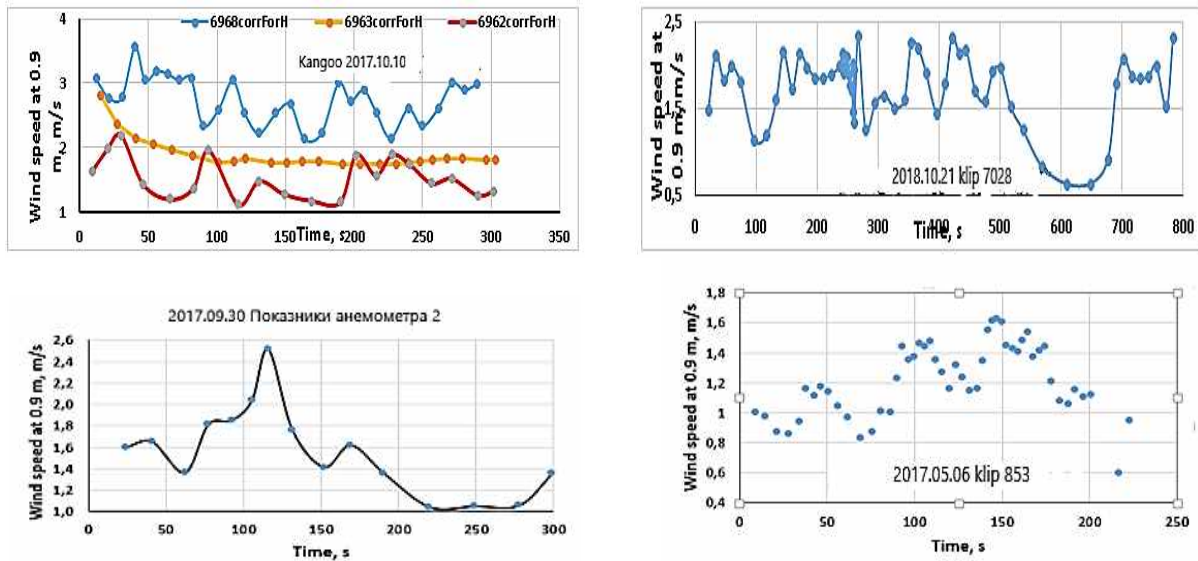 6968corrForH 6963corrForH 6962corrForH
Kangoo 2017.10.10
Wind speed at 0.9
m, m/s
4
3
2
1
0 50 100 150 200 250 300 350
Time, s
Wind speed at
0.9 m, m/s
2,5
1,5
0,5
2018.10.21 klip 7028
0 100 200 300 400 500 600 700 800
Time, s
2017.09.30 Показники анемометра 2
Wind speed at 0.9 m, m/s
2,6
2,4
2,2
2,0
1,8
1,6
1,4
1,2
1,0
0 50 100 150 200 250 300
Time, s
Wind speed at 0.9 m, m/s
1,8
1,6
1,4
1,2
1
0,8
0,6
0,4
2017.05.06 klip 853
0 50 100 150 200 250
Time, s